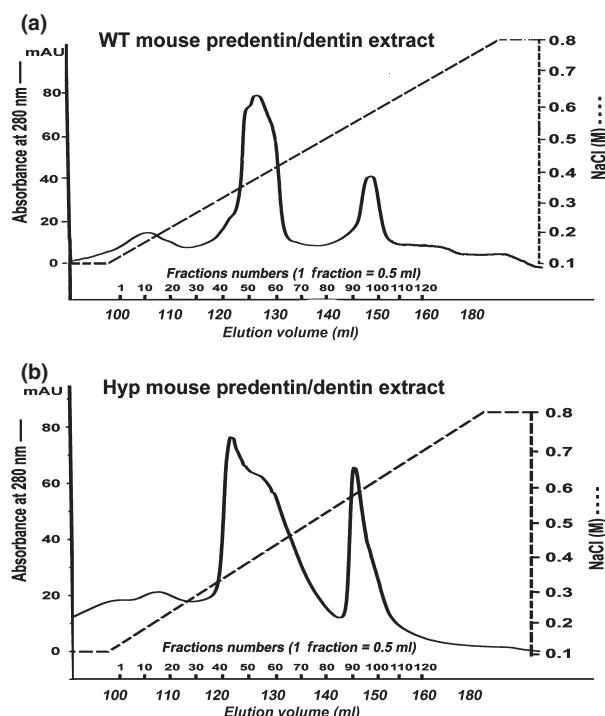 (a)
WT mouse predentin/dentin extract
mAU
Absorbance at 280 nm
80
60
40
20
0
0.8
0.7
0.6
0.5
0.4
0.3
0.2
0.1
NaCl (M)
Fractions numbers (1 fraction = 0.5 ml)
1 10 20 30 40 50 60 70 80 90 100 110 120
100 110 120 130 140 150 160 180
Elution volume (ml)
(b)
Hyp mouse predentin/dentin extract
mAU
Absorbance at 280 nm
80
60
40
20
0
0.8
0.7
0.6
0.5
0.4
0.3
0.2
0.1
NaCl (M)
Fractions numbers (1 fraction = 0.5 ml)
1 10 20 30 40 50 60 70 80 90 100 110 120
100 110 120 130 140 150 160 180
Elution volume (ml)